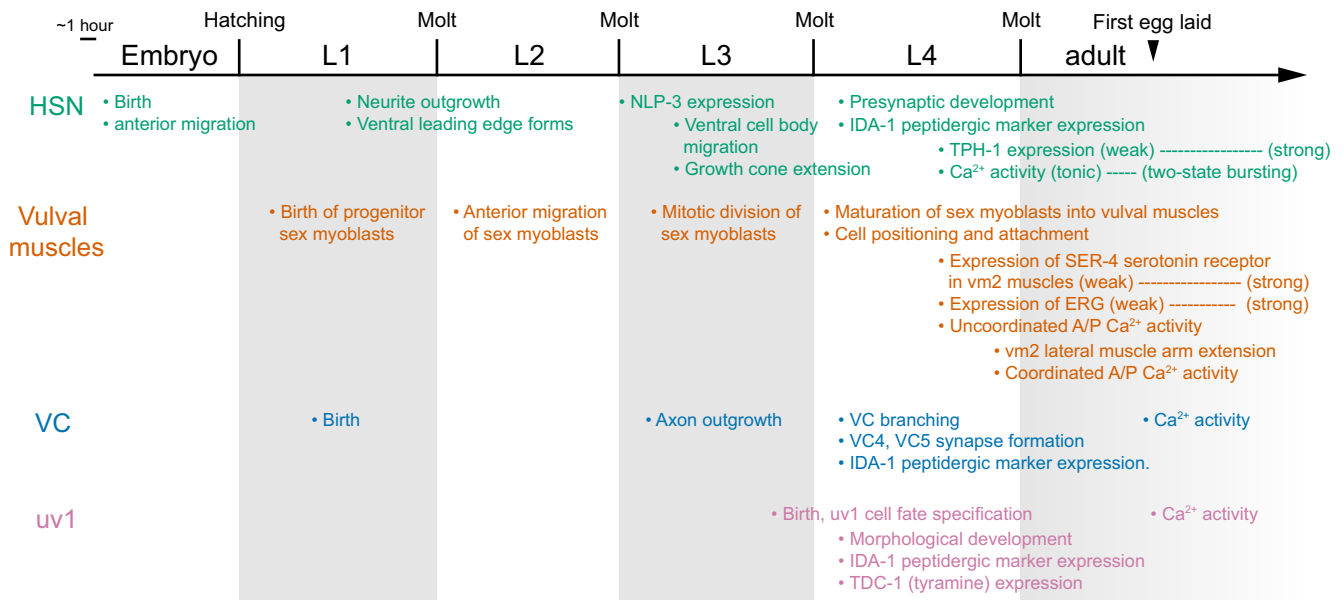 ~1 hour
Hatching
Molt
Molt
Molt
Molt
First egg laid
Embryo
L1
L2
L3
L4
adult
HSN
• Birth
• anterior migration
• Neurite outgrowth
• Ventral leading edge forms
• NLP-3 expression
• Ventral cell body
migration
• Growth cone extension
• Presynaptic development
• IDA-1 peptidergic marker expression
• TPH-1 expression (weak) ----------------- (strong)
• Ca²⁺ activity (tonic) ----- (two-state bursting)
Vulval
muscles
• Birth of progenitor
sex myoblasts
• Anterior migration
of sex myoblasts
• Mitotic division of
sex myoblasts
• Maturation of sex myoblasts into vulval muscles
• Cell positioning and attachment
• Expression of SER-4 serotonin receptor
in vm2 muscles (weak) ----------------- (strong)
• Expression of ERG (weak) ----------- (strong)
• Uncoordinated A/P Ca²⁺ activity
• vm2 lateral muscle arm extension
• Coordinated A/P Ca²⁺ activity
VC
• Birth
• Axon outgrowth
• VC branching
• VC4, VC5 synapse formation
• IDA-1 peptidergic marker expression.
• Ca²⁺ activity
uv1
• Birth, uv1 cell fate specification
• Morphological development
• IDA-1 peptidergic marker expression
• TDC-1 (tyramine) expression
• Ca²⁺ activity